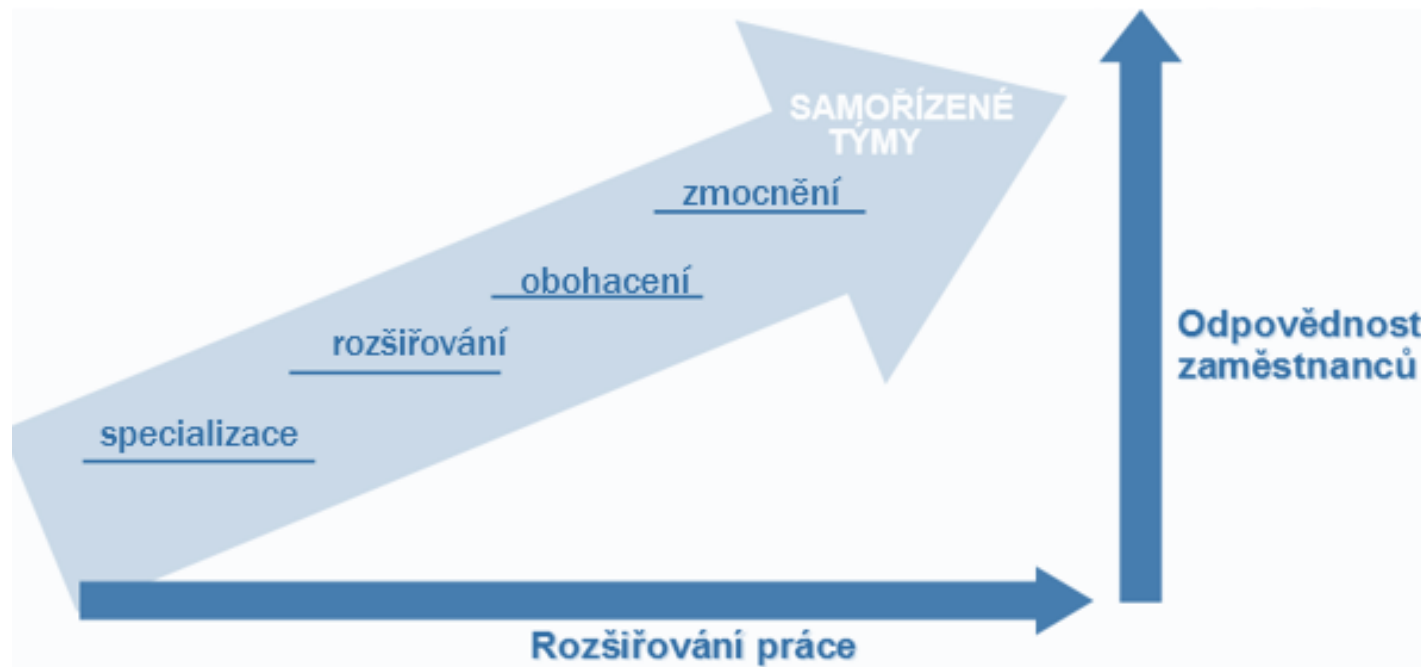 SAMOŘÍZENÉ
TÝMY
zmocnění
obohacení
rozšiřování
specializace
Odpovědnost
zaměstnanců
Rozšiřování práce